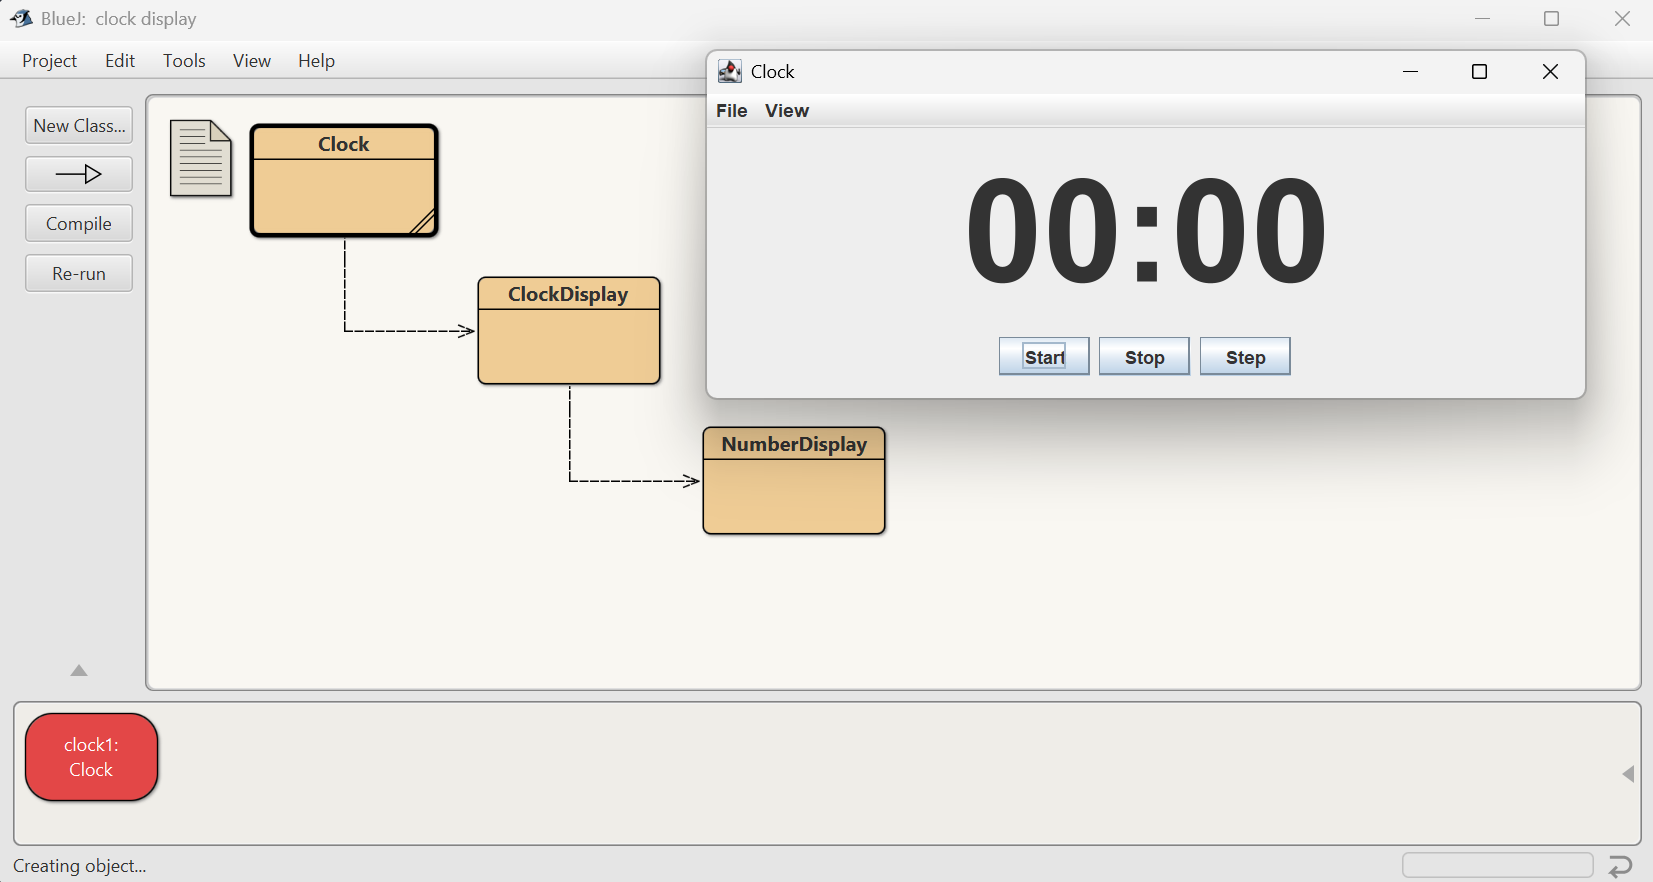 BlueJ: clock display
Project Edit Tools View Help
Clock
File View
New Class...
Compile
Re-run
Clock
ClockDisplay
NumberDisplay
00:00
Start Stop Step
clock1:
Clock
Creating object...